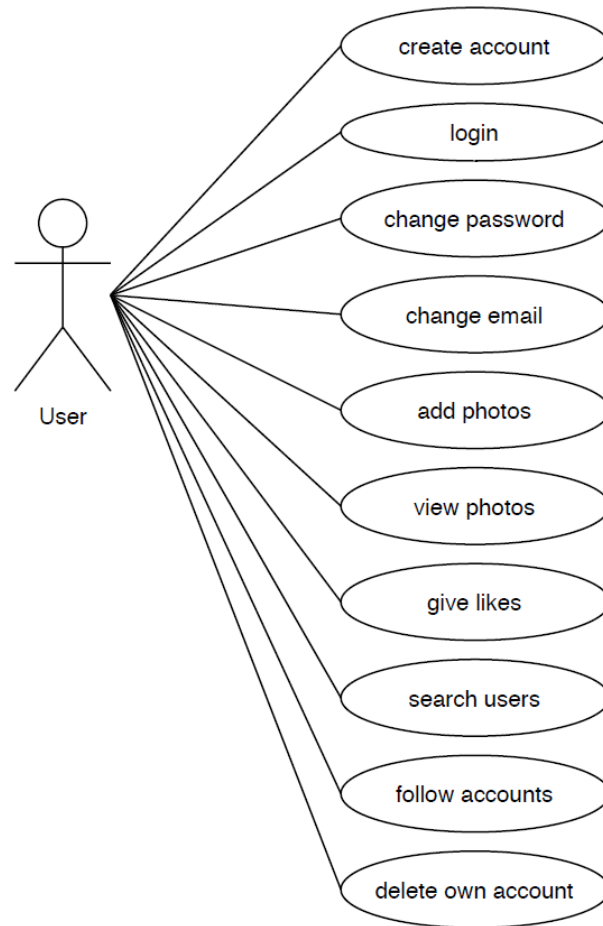 create account
login
change password
change email
User
add photos
view photos
give likes
search users
follow accounts
delete own account